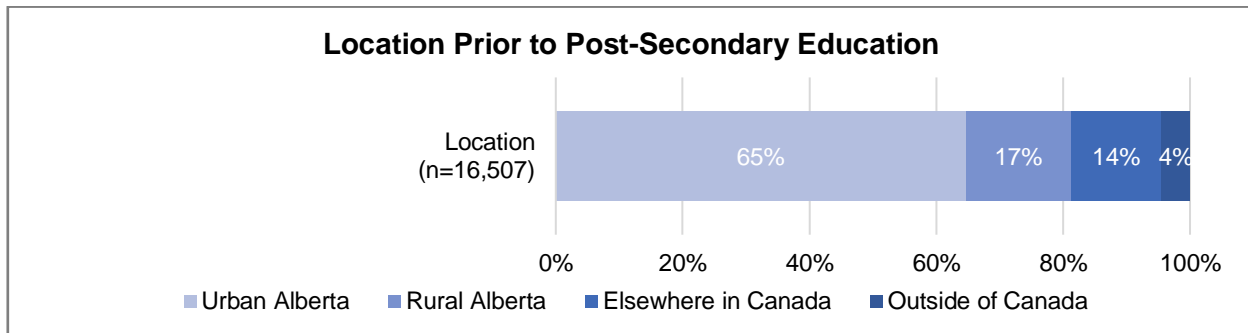 Location Prior to Post-Secondary Education
Location
(n=16,507)
65% 17% 14% 4%
0% 20% 40% 60% 80% 100%
Urban Alberta Rural Alberta Elsewhere in Canada Outside of Canada